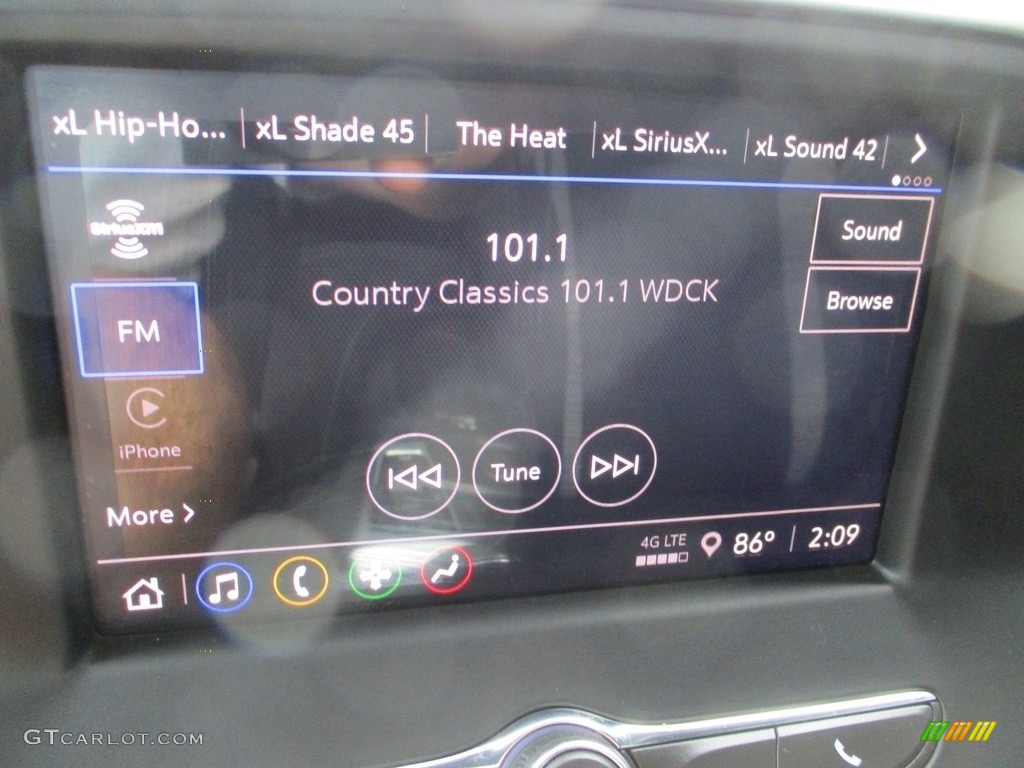 xL Hip-Ho... xL Shade 45 The Heat xL SiriusX... xL Sound 42
SiriusXM
101.1
Sound
Country Classics 101.1 WDCK
Browse
FM
iPhone
Tune
More >
4G LTE 86° 2:09
GTCARLOT.COM